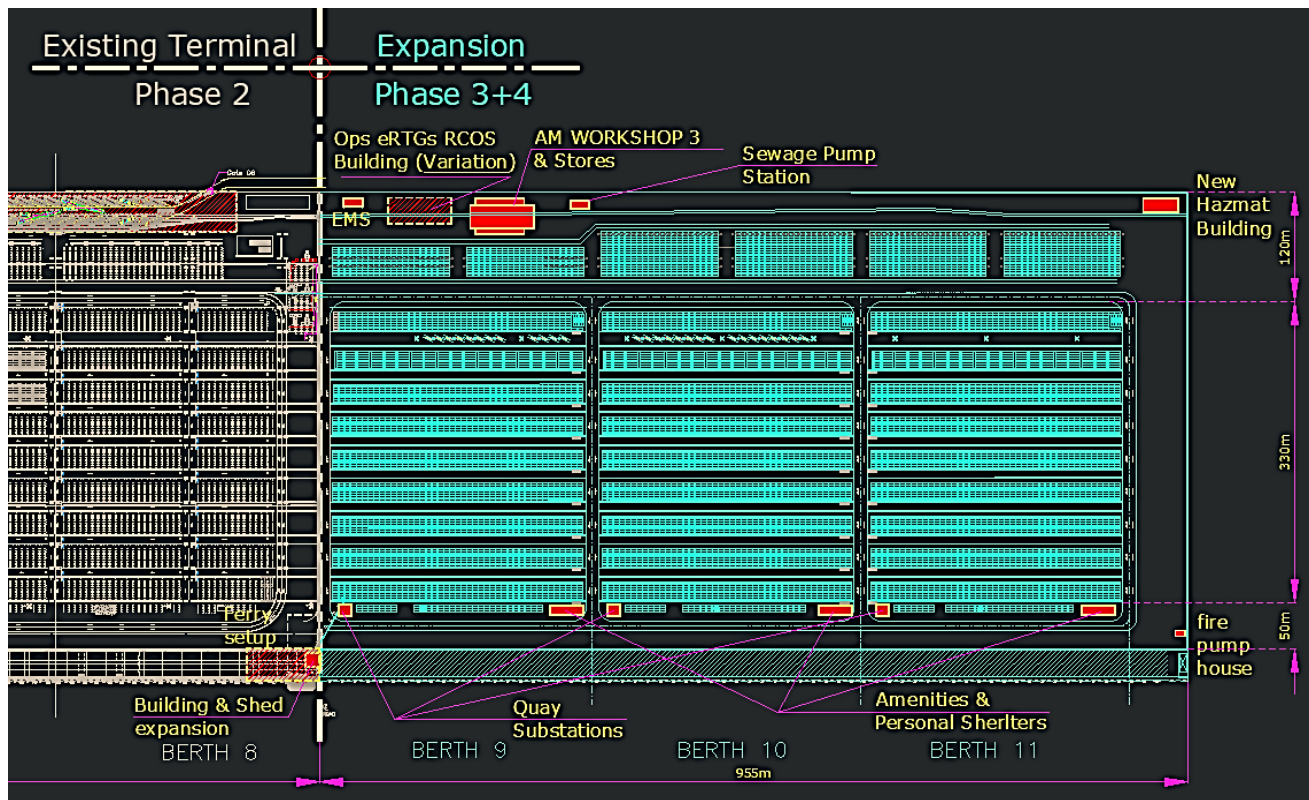 Existing Terminal
Expansion
Phase 2
Phase 3+4
Ops eRTGs RCOS
Building (Variation)
AM WORKSHOP 3
& Stores
Sewage Pump
Station
New
Hazmat
Building
EMS
120m
330m
Ferry
setup
50m
fire
pump
house
Building & Shed
expansion
Quay
Substations
Amenities &
Personal Sherlters
BERTH 8
BERTH 9
BERTH 10
BERTH 11
955m